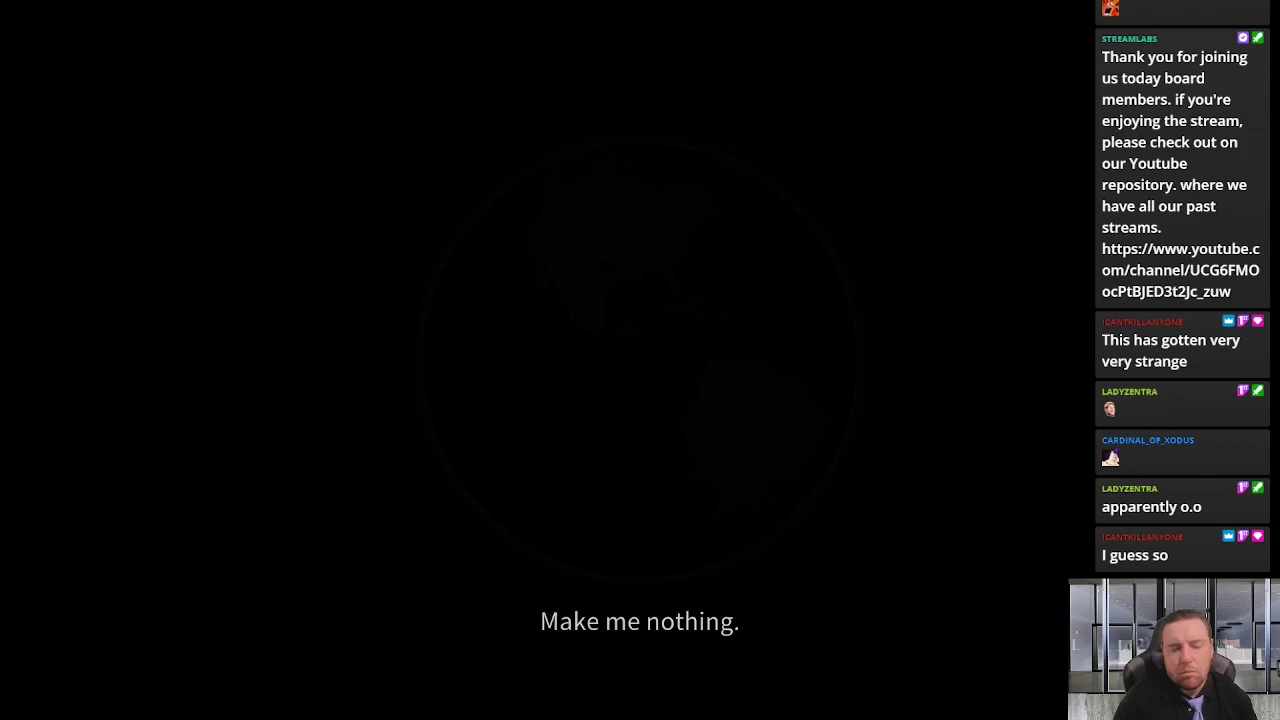 STREAMLABS
Thank you for joining
us today board
members. if you're
enjoying the stream,
please check out on
our Youtube
repository. where we
have all our past
streams.
https://www.youtube.c
om/channel/UCG6FMO
ocPtBJED3t2Jc_zuw
ICANTKILLANYONE
This has gotten very
very strange
LADYZENTRA
CARDINAL_OF_XODUS
LADYZENTRA
apparently o.o
ICANTKILLANYONE
I guess so
Make me nothing.